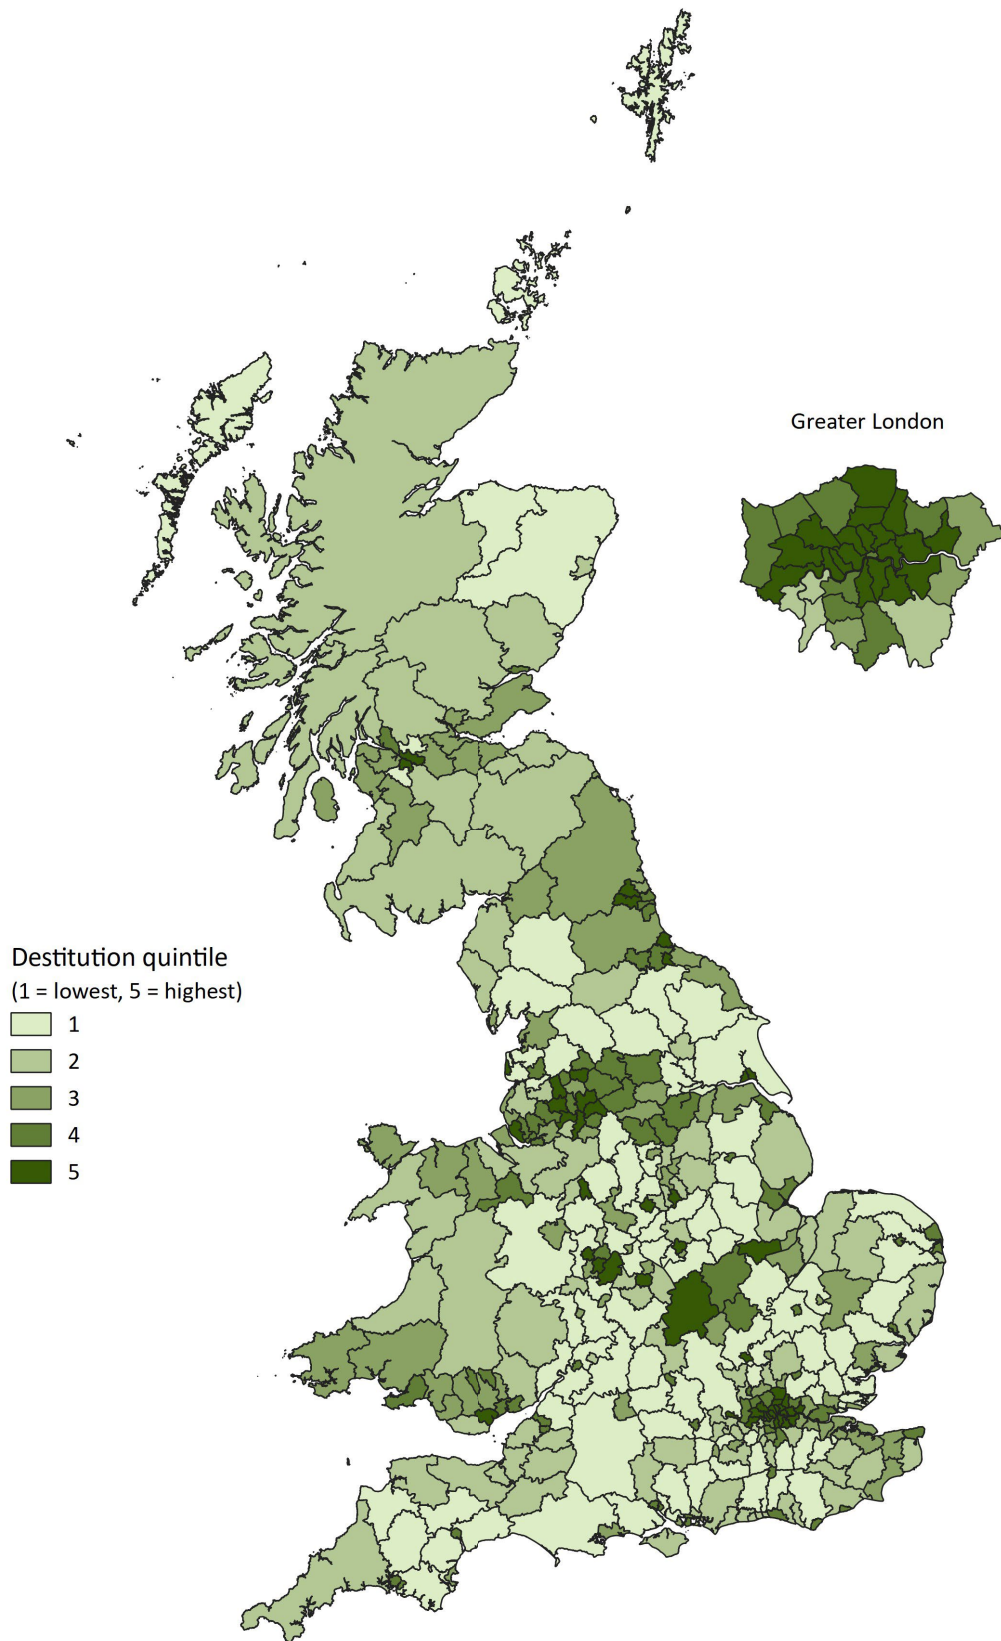 Greater London
Destitution quintile
(1 = lowest, 5 = highest)
1
2
3
4
5